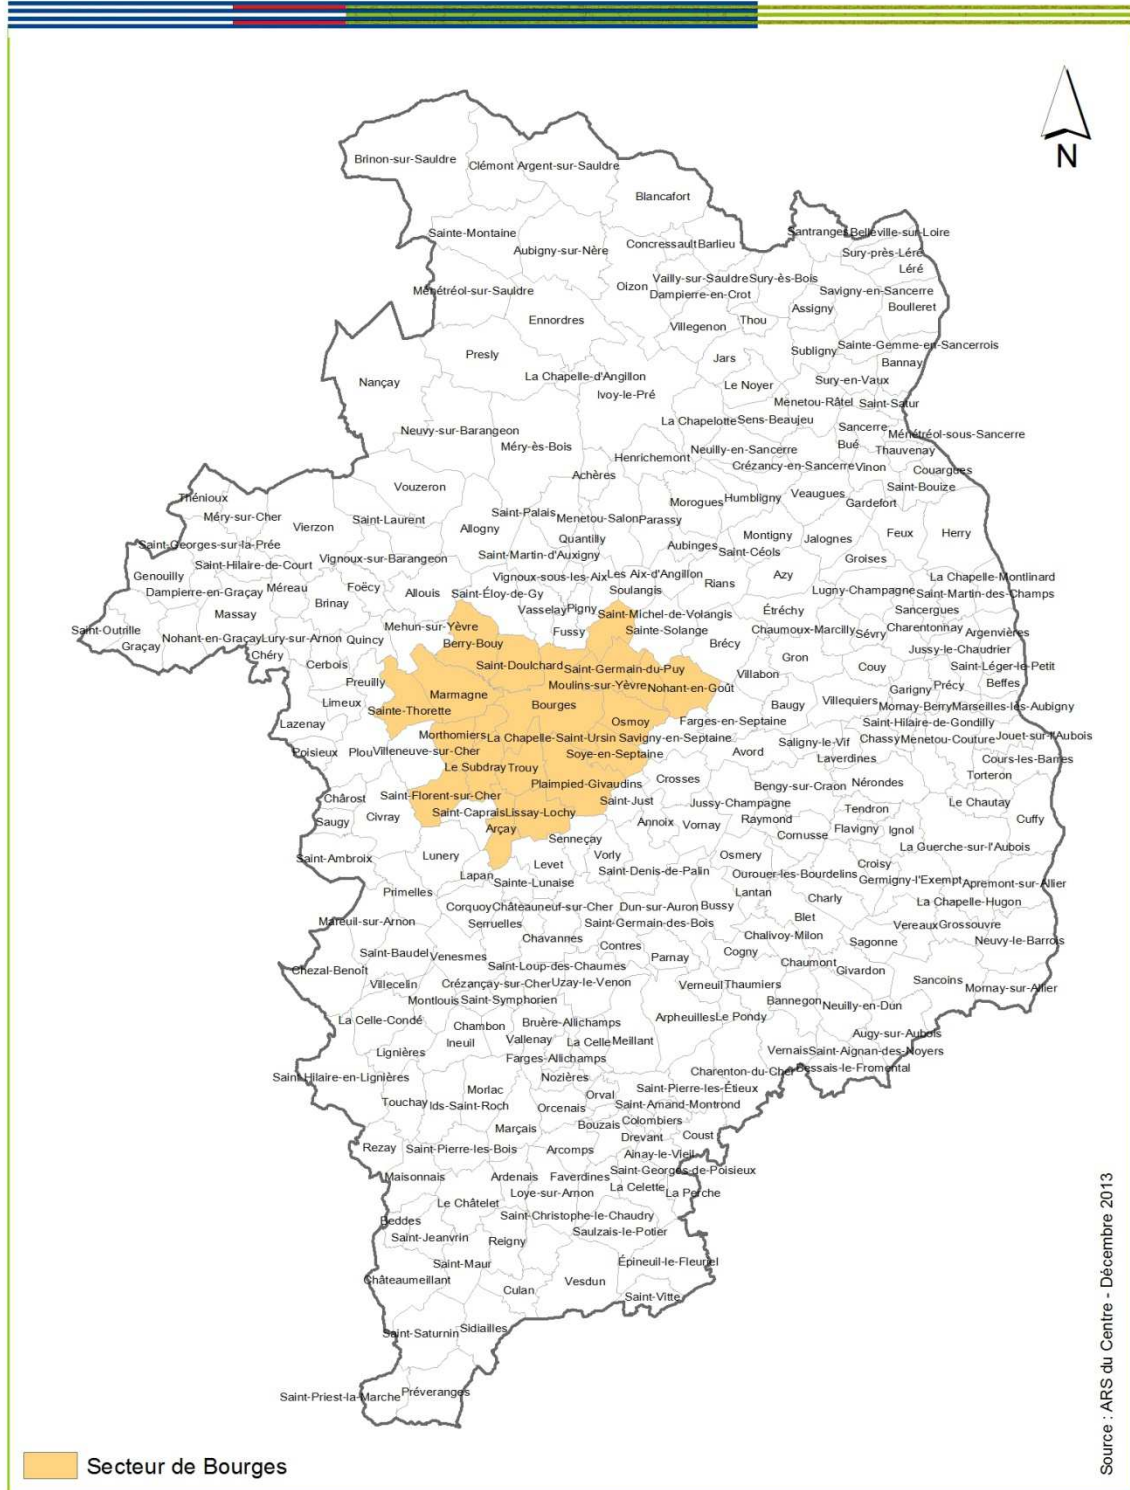 N
Brinon-sur-Sauldre
Clémont
Argent-sur-Sauldre
Blancafort
Sainte-Montaine
Aubigny-sur-Nère
Concressault
Barlieu
Santranges
Belleville-sur-Loire
Sury-près-Léré
Léré
Ménétréol-sur-Sauldre
Oizon
Vailly-sur-Sauldre
Sury-ès-Bois
Dampierre-en-Crot
Savigny-en-Sancerre
Assigny
Boulleret
Ennordres
Villegenon
Thou
Presly
Jars
Subligny
Sainte-Gemme-en-Sancerrois
Bannay
Nançay
La Chapelle-d'Angillon
Ivoy-le-Pré
Le Noyer
Sury-en-Vaux
Menetou-Râtel
Saint-Satur
Neuvy-sur-Barangeon
Méry-ès-Bois
La Chapelotte
Sens-Beaujeu
Sancerre
Ménétréol-sous-Sancerre
Bué
Thauvenay
Henrichemont
Neuilly-en-Sancerre
Crézancy-en-Sancerre
Vinon
Couargues
Achères
Saint-Bouize
Thénioux
Vouzeron
Morogues
Humbligny
Veaugues
Gardefort
Méry-sur-Cher
Vierzon
Saint-Laurent
Allogny
Saint-Palais
Menetou-Salon
Parassy
Quantilly
Montigny
Jalognes
Feux
Herry
Saint-Georges-sur-la-Prée
Saint-Hilaire-de-Court
Vignoux-sur-Barangeon
Saint-Martin-d'Auxigny
Aubinges
Saint-Céols
Groises
Genouilly
Dampierre-en-Graçay
Méreau
Foëcy
Allouis
Saint-Éloy-de-Gy
Vignoux-sous-les-Aix
Les Aix-d'Angillon
Soulangis
Rians
Azy
Lugny-Champagne
La Chapelle-Montlinard
Saint-Martin-des-Champs
Massay
Brinay
Vasselay
Pigny
Saint-Michel-de-Volangis
Étréchy
Sancergues
Saint-Outrille
Graçay
Nohant-en-Graçay
Lury-sur-Arnon
Quincy
Mehun-sur-Yèvre
Berry-Bouy
Fussy
Sainte-Solange
Brécy
Chaumoux-Marcilly
Sévry
Charentonnay
Argenvières
Chéry
Cerbois
Preuilly
Saint-Doulchard
Saint-Germain-du-Puy
Villabon
Gron
Couy
Jussy-le-Chaudrier
Saint-Léger-le-Petit
Limeux
Sainte-Thorette
Marmagne
Moulins-sur-Yèvre
Nohant-en-Goût
Baugy
Villequiers
Garigny
Précy
Beffes
Mornay-Berry
Marseilles-lès-Aubigny
Lazenay
Bourges
Osmoy
Farges-en-Septaine
Saint-Hilaire-de-Gondilly
Poisieux
Plou
Morthomiers
Villeneuve-sur-Cher
La Chapelle-Saint-Ursin
Savigny-en-Septaine
Soye-en-Septaine
Avord
Saligny-le-Vif
Chassy
Menetou-Couture
Jouet-sur-l'Aubois
Laverdines
Cours-les-Barres
Le Subdray
Trouy
Plaimpied-Givaudins
Crosses
Bengy-sur-Craon
Nérondes
Torteron
Chârost
Saint-Florent-sur-Cher
Saint-Just
Jussy-Champagne
Raymond
Tendron
Le Chautay
Saugy
Civray
Saint-Caprais
Lissay-Lochy
Annoix
Vornay
Cornusse
Flavigny
Ignol
Cuffy
Arçay
Senneçay
La Guerche-sur-l'Aubois
Saint-Ambroix
Lunery
Lapan
Levet
Vorly
Saint-Denis-de-Palin
Osmery
Ourouer-les-Bourdelins
Croisy
Germigny-l'Exempt
Apremont-sur-Allier
Primelles
Sainte-Lunaise
Lantan
Charly
La Chapelle-Hugon
Corquoy
Châteauneuf-sur-Cher
Dun-sur-Auron
Bussy
Mareuil-sur-Arnon
Serruelles
Saint-Germain-des-Bois
Blet
Vereaux
Grossouvre
Chavannes
Contres
Chalivoy-Milon
Sagonne
Neuvy-le-Barrois
Saint-Baudel
Venesmes
Parnay
Cogny
Chezal-Benoît
Saint-Loup-des-Chaumes
Chaumont
Givardon
Villecelin
Crézançay-sur-Cher
Uzay-le-Venon
Verneuil
Thaumiers
Sancoins
Mornay-sur-Allier
Montlouis
Saint-Symphorien
Bannegon
Neuilly-en-Dun
La Celle-Condé
Chambon
Bruère-Allichamps
Arpheuilles
Le Pondy
Augy-sur-Aubois
Ineuil
Vallenay
La Celle
Meillant
Lignières
Farges-Allichamps
Vernais
Saint-Aignan-des-Noyers
Bessais-le-Fromental
Saint-Hilaire-en-Lignières
Nozières
Charenton-du-Cher
Morlac
Orval
Saint-Pierre-les-Étieux
Touchay
Ids-Saint-Roch
Orcenais
Saint-Amand-Montrond
Marçais
Bouzais
Colombiers
Drevant
Coust
Rezay
Saint-Pierre-les-Bois
Arcomps
Ainay-le-Vieil
Maisonnais
Ardenais
Faverdines
Saint-Georges-de-Poisieux
Loye-sur-Arnon
La Celette
La Perche
Le Châtelet
Beddes
Saint-Christophe-le-Chaudry
Saint-Jeanvrin
Reigny
Saulzais-le-Potier
Saint-Maur
Épineuil-le-Fleuriel
Châteaumeillant
Culan
Vesdun
Saint-Vitte
Saint-Saturnin
Sidiailles
Saint-Priest-la-Marche
Préveranges
Secteur de Bourges
Source : ARS du Centre - Décembre 2013